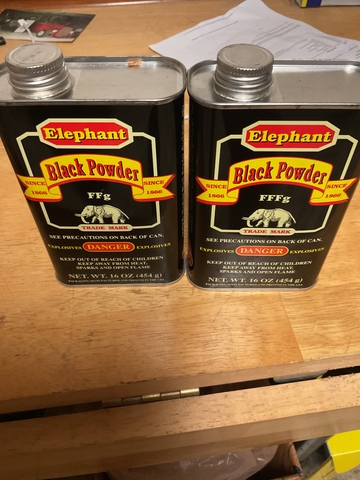 Elephant
Black Powder
SINCE 1866
SINCE 1866
FFg
TRADE MARK
SEE PRECAUTIONS ON BACK OF CAN.
EXPLOSIVES DANGER EXPLOSIVES
KEEP OUT OF REACH OF CHILDREN
KEEP AWAY FROM HEAT,
SPARKS AND OPEN FLAME
NET. WT. 16 OZ (454 g)
Elephant
Black Powder
SINCE 1866
SINCE 1866
FFFg
TRADE MARK
SEE PRECAUTIONS ON BACK OF CAN.
EXPLOSIVES DANGER EXPLOSIVES
KEEP OUT OF REACH OF CHILDREN
KEEP AWAY FROM HEAT,
SPARKS AND OPEN FLAME
NET. WT. 16 OZ (454 g)